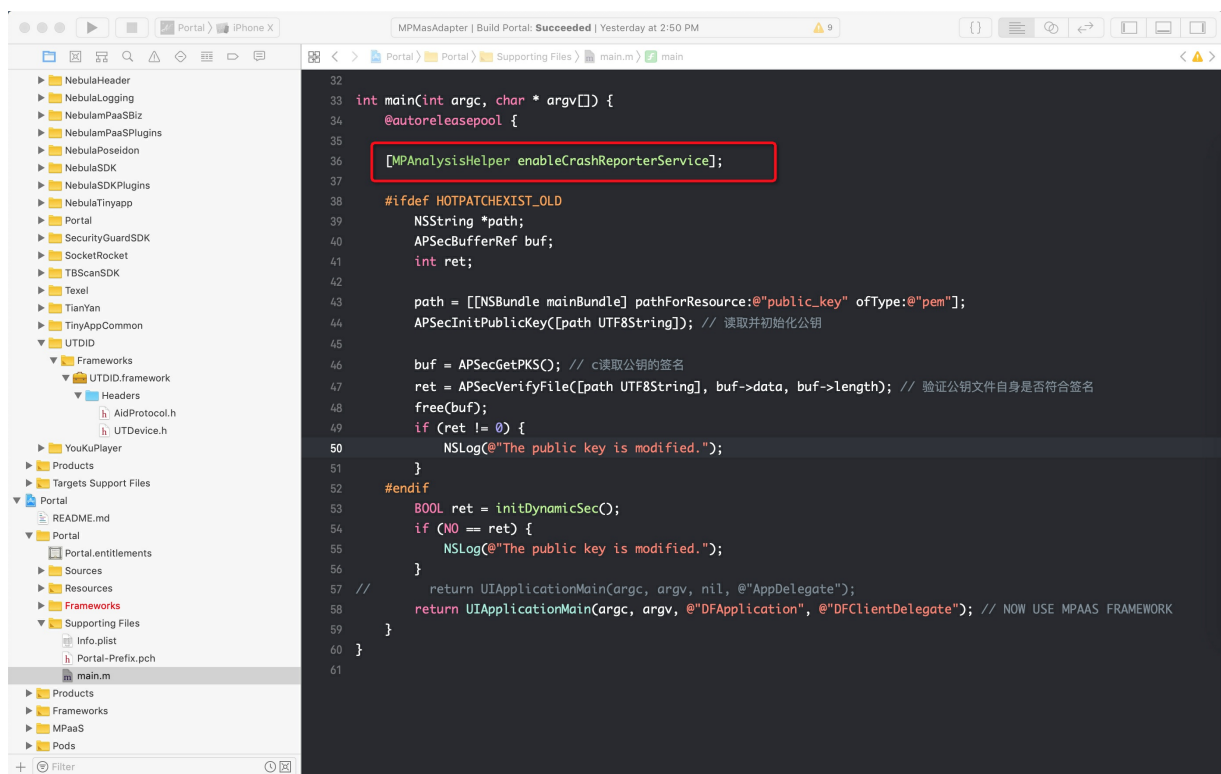 Portal 〉 iPhone X
MPMasAdapter | Build Portal: Succeeded | Yesterday at 2:50 PM
9
Portal 〉 Portal 〉 Supporting Files 〉 main.m 〉 main
NebulaHeader
NebulaLogging
NebulamPaaSBiz
NebulamPaaSPlugins
NebulaPoseidon
NebulaSDK
NebulaSDKPlugins
NebulaTinyapp
Portal
SecurityGuardSDK
SocketRocket
TBScanSDK
Texel
TianYan
TinyAppCommon
UTDID
Frameworks
UTDID.framework
Headers
h AidProtocol.h
h UTDevice.h
YouKuPlayer
Products
Targets Support Files
Portal
README.md
Portal
Portal.entitlements
Sources
Resources
Frameworks
Supporting Files
Info.plist
h Portal-Prefix.pch
m main.m
Products
Frameworks
MPaaS
Pods
Filter
32
33 int main(int argc, char * argv[]) {
34 @autoreleasepool {
35
36 [MPAnalysisHelper enableCrashReporterService];
37
38 #ifdef HOTPATCHEXIST_OLD
39 NSString *path;
40 APSecBufferRef buf;
41 int ret;
42
43 path = [[NSBundle mainBundle] pathForResource:@"public_key" ofType:@"pem"];
44 APSecInitPublicKey([path UTF8String]); // 读取并初始化公钥
45
46 buf = APSecGetPKS(); // c读取公钥的签名
47 ret = APSecVerifyFile([path UTF8String], buf->data, buf->length); // 验证公钥文件自身是否符合签名
48 free(buf);
49 if (ret != 0) {
50 NSLog(@"The public key is modified.");
51 }
52 #endif
53 BOOL ret = initDynamicSec();
54 if (NO == ret) {
55 NSLog(@"The public key is modified.");
56 }
57 // return UIApplicationMain(argc, argv, nil, @"AppDelegate");
58 return UIApplicationMain(argc, argv, @"DFApplication", @"DFClientDelegate"); // NOW USE MPAAS FRAMEWORK
59 }
60 }
61